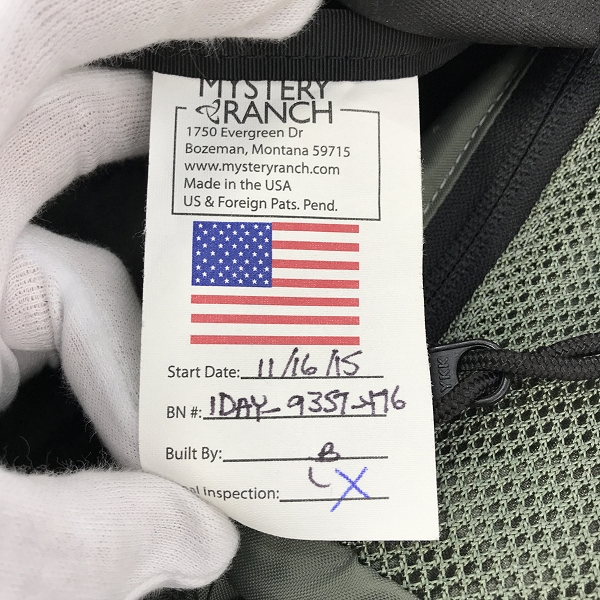 MYSTERY
RANCH
1750 Evergreen Dr
Bozeman, Montana 59715
www.mysteryranch.com
Made in the USA
US & Foreign Pats. Pend.
Start Date: 11/16/15
BN #: 1DAY-9357-476
Built By: B
inspection: X
YKK